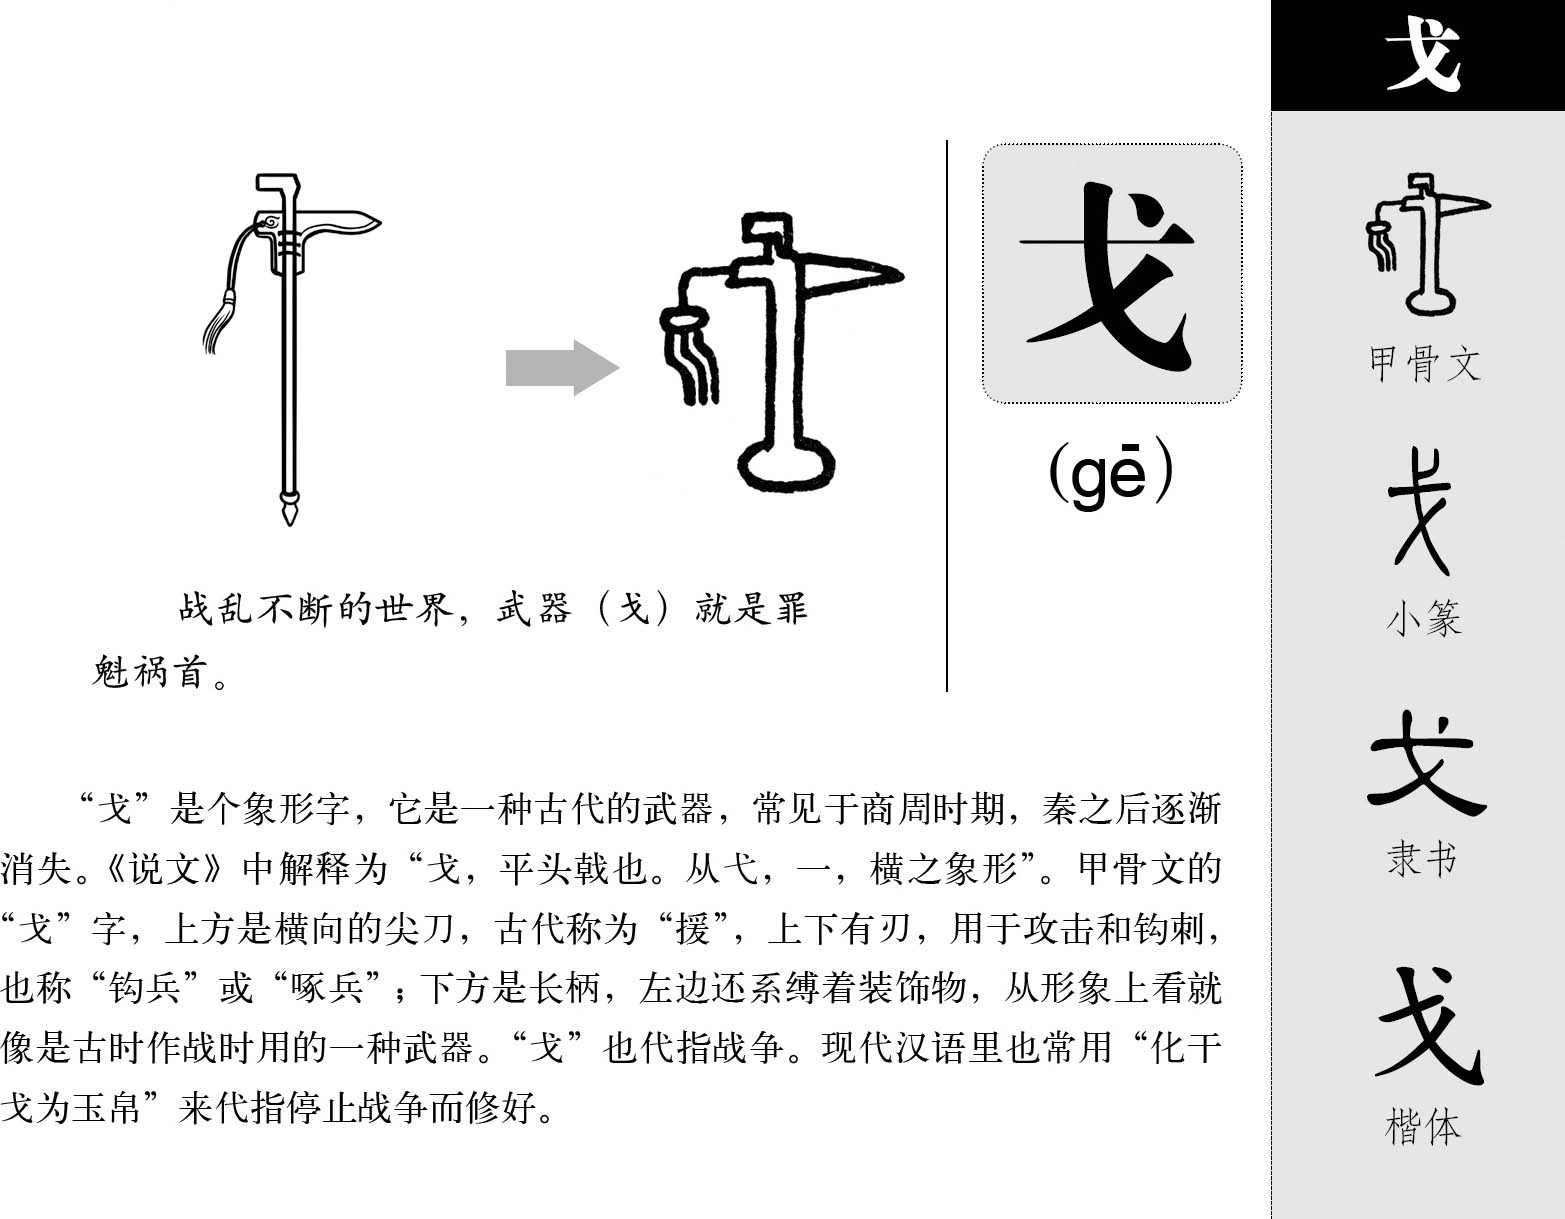 戈
戈
(gē)
战乱不断的世界，武器（戈）就是罪
魁祸首。
“戈”是个象形字，它是一种古代的武器，常见于商周时期，秦之后逐渐
消失。《说文》中解释为“戈，平头戟也。从弋，一，横之象形”。甲骨文的
“戈”字，上方是横向的尖刀，古代称为“援”，上下有刃，用于攻击和钩刺，
也称“钩兵”或“啄兵”；下方是长柄，左边还系缚着装饰物，从形象上看就
像是古时作战时用的一种武器。“戈”也代指战争。现代汉语里也常用“化干
戈为玉帛”来代指停止战争而修好。
甲骨文
戈
小篆
戈
隶书
戈
楷体